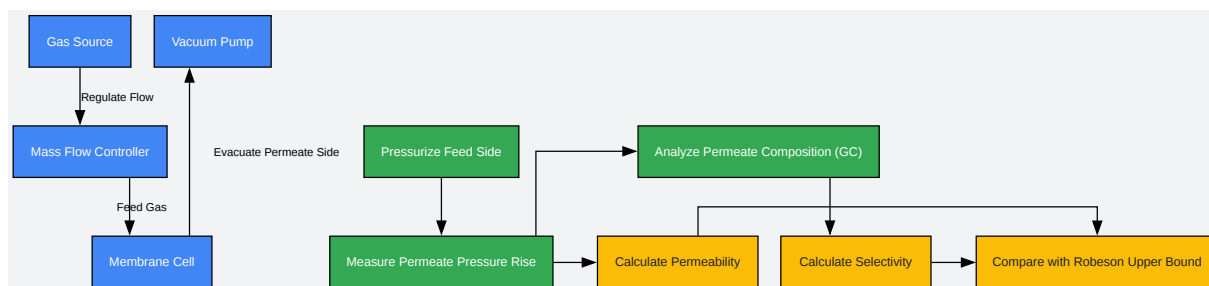 Gas Source
Vacuum Pump
Regulate Flow
Mass Flow Controller
Evacuate Permeate Side
Pressurize Feed Side
Analyze Permeate Composition (GC)
Feed Gas
Membrane Cell
Measure Permeate Pressure Rise
Calculate Permeability
Calculate Selectivity
Compare with Robeson Upper Bound